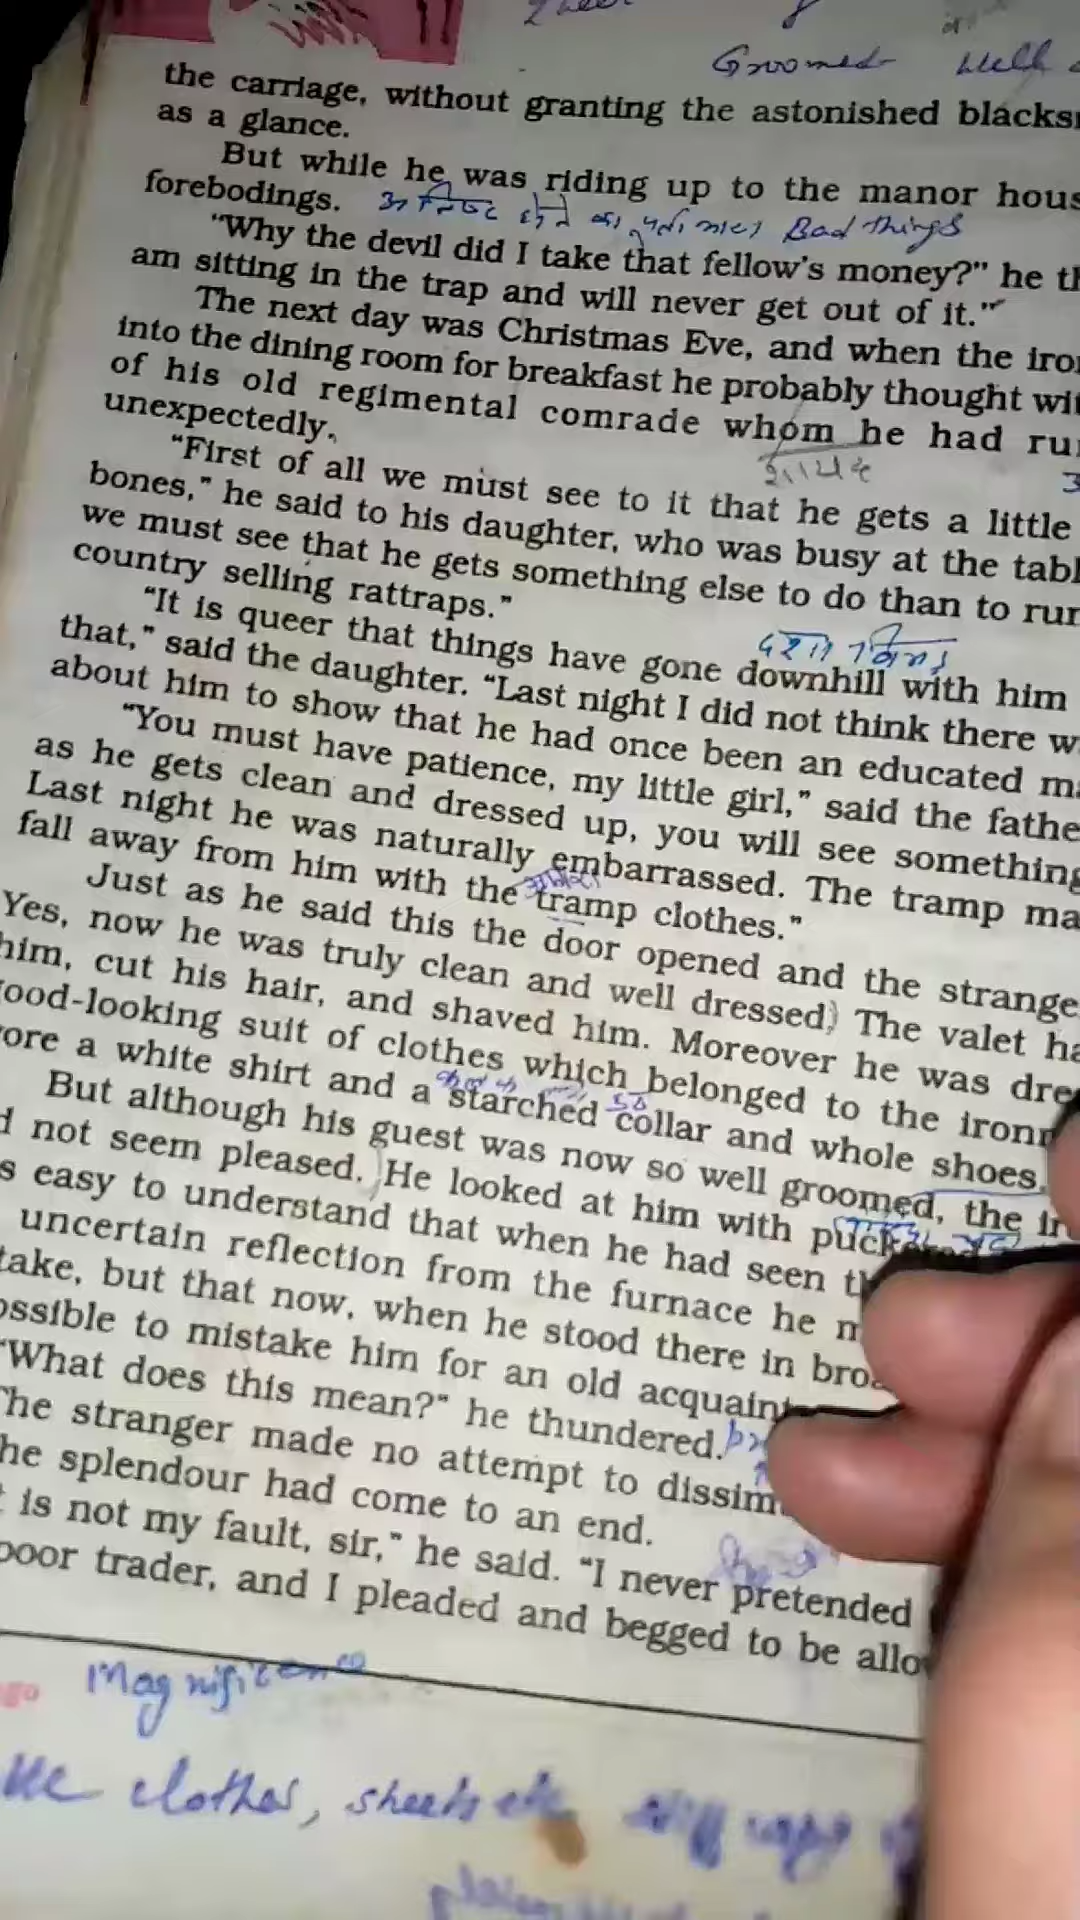 Groomed Well
the carriage, without granting the astonished blacks
as a glance.
But while he was riding up to the manor hous
forebodings. Bad things
"Why the devil did I take that fellow's money?" he th
am sitting in the trap and will never get out of it."
The next day was Christmas Eve, and when the iro
into the dining room for breakfast he probably thought wi
of his old regimental comrade whom he had ru
unexpectedly.
"First of all we must see to it that he gets a little
bones," he said to his daughter, who was busy at the tabl
we must see that he gets something else to do than to run
country selling rattraps."
"It is queer that things have gone downhill with him
that," said the daughter. "Last night I did not think there w
about him to show that he had once been an educated ma
"You must have patience, my little girl," said the fathe
as he gets clean and dressed up, you will see something
Last night he was naturally embarrassed. The tramp ma
fall away from him with the tramp clothes."
Just as he said this the door opened and the strange
Yes, now he was truly clean and well dressed. The valet ha
him, cut his hair, and shaved him. Moreover he was dre
ood-looking suit of clothes which belonged to the iron
ore a white shirt and a starched collar and whole shoes.
But although his guest was now so well groomed, the ir
d not seem pleased. He looked at him with puck
s easy to understand that when he had seen t
uncertain reflection from the furnace he m
take, but that now, when he stood there in broa
ossible to mistake him for an old acquaint
"What does this mean?" he thundered.
The stranger made no attempt to dissim
he splendour had come to an end.
t is not my fault, sir," he said. "I never pretended
poor trader, and I pleaded and begged to be allo
Magnificence
clothes, sheets etc